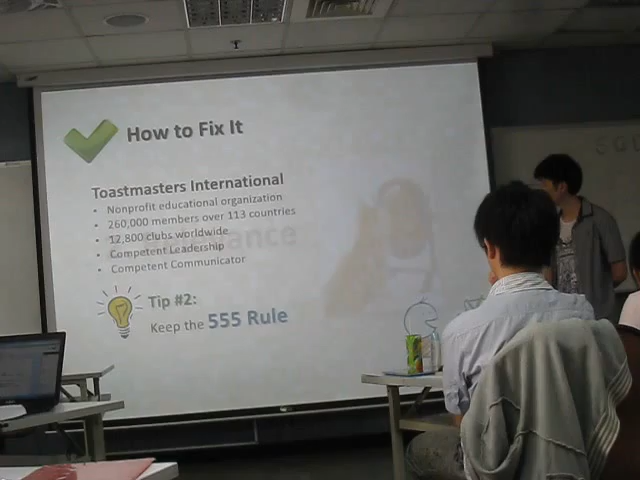 How to Fix It
Toastmasters International
• Nonprofit educational organization
• 260,000 members over 113 countries
• 12,800 clubs worldwide
• Competent Leadership
• Competent Communicator
Tip #2:
Keep the 555 Rule